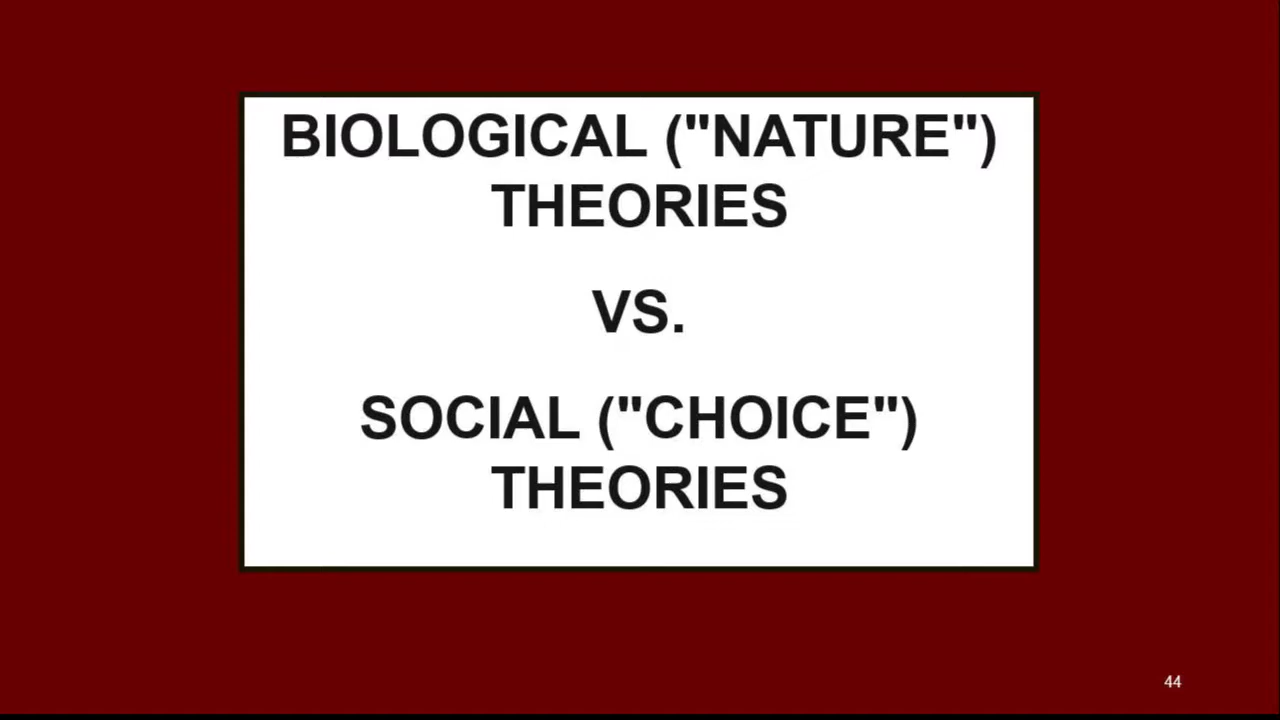 BIOLOGICAL ("NATURE")
THEORIES
VS.
SOCIAL ("CHOICE")
THEORIES
44